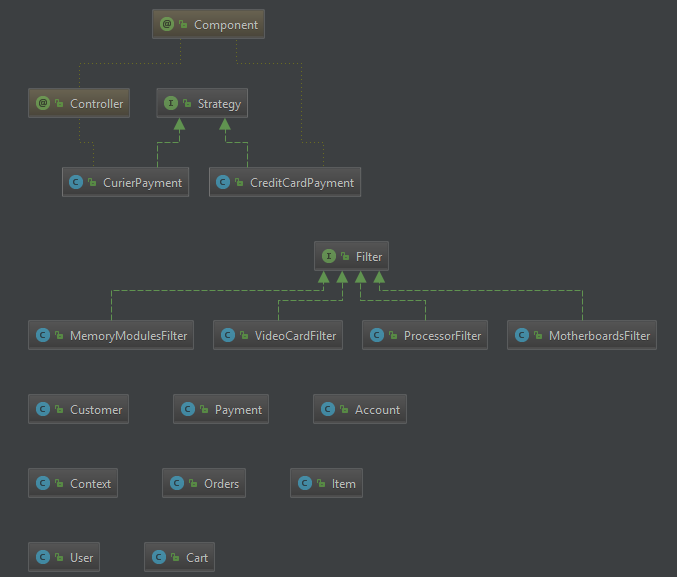 @ Component
@ Controller
I Strategy
C CurierPayment
C CreditCardPayment
I Filter
C MemoryModulesFilter
C VideoCardFilter
C ProcessorFilter
C MotherboardsFilter
C Customer
C Payment
C Account
C Context
C Orders
C Item
C User
C Cart